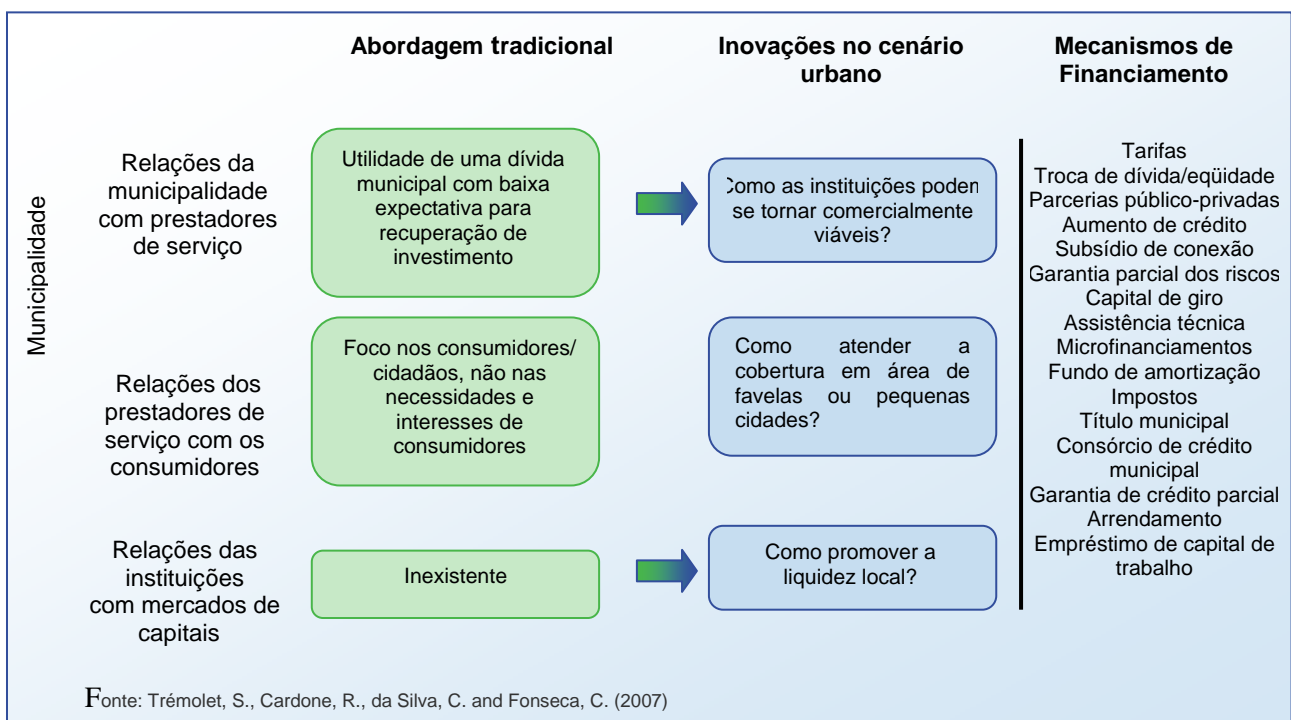 Abordagem tradicional
Inovações no cenário
urbano
Mecanismos de
Financiamento
Municipalidade
Relações da
municipalidade
com prestadores
de serviço
Utilidade de uma dívida
municipal com baixa
expectativa para
recuperação de
investimento
Como as instituições podem
se tornar comercialmente
viáveis?
Relações dos
prestadores de
serviço com os
consumidores
Foco nos consumidores/
cidadãos, não nas
necessidades e
interesses de
consumidores
Como atender a
cobertura em área de
favelas ou pequenas
cidades?
Relações das
instituições
com mercados de
capitais
Inexistente
Como promover a
liquidez local?
Tarifas
Troca de dívida/eqüidade
Parcerias público-privadas
Aumento de crédito
Subsídio de conexão
Garantia parcial dos riscos
Capital de giro
Assistência técnica
Microfinanciamentos
Fundo de amortização
Impostos
Título municipal
Consórcio de crédito
municipal
Garantia de crédito parcial
Arrendamento
Empréstimo de capital de
trabalho
Fonte: Trémolet, S., Cardone, R., da Silva, C. and Fonseca, C. (2007)